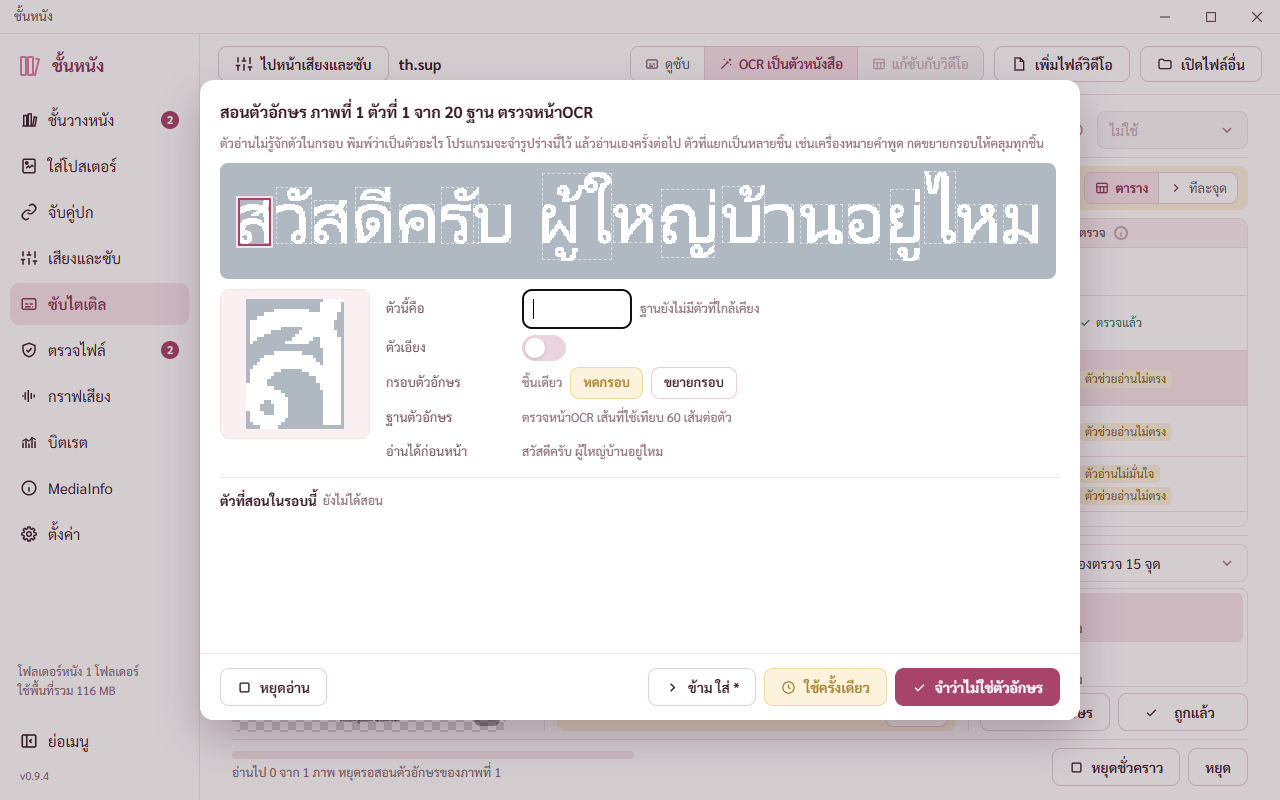 ชั้นหนัง
ชั้นหนัง
ไปหน้าเสียงและซับ
th.sup
ดูซับ
OCR เป็นตัวหนังสือ
แก้ซับกับวิดีโอ
เพิ่มไฟล์วิดีโอ
เปิดไฟล์อื่น
ชั้นวางหนัง 2
ใส่โปสเตอร์
จับคู่ปก
เสียงและซับ
ซับไตเติล
ตรวจไฟล์ 2
กราฟเสียง
บิตเรต
MediaInfo
ตั้งค่า
โฟลเดอร์หนัง 1 โฟลเดอร์
ใช้พื้นที่รวม 116 MB
ย่อเมนู
v0.9.4
สอนตัวอักษร ภาพที่ 1 ตัวที่ 1 จาก 20 ฐาน ตรวจหน้าOCR
ตัวอ่านไม่รู้จักตัวในกรอบ พิมพ์ว่าเป็นตัวอะไร โปรแกรมจะจำรูปร่างนี้ไว้ แล้วอ่านเองครั้งต่อไป ตัวที่แยกเป็นหลายชิ้น เช่นเครื่องหมายคำพูด กดขยายกรอบให้คลุมทุกชิ้น
สวัสดีครับ ผู้ใหญ่บ้านอยู่ไหม
ตัวนี้คือ
ฐานยังไม่มีตัวที่ใกล้เคียง
ตัวเอียง
กรอบตัวอักษร
ชิ้นเดียว
หดกรอบ
ขยายกรอบ
ฐานตัวอักษร
ตรวจหน้าOCR เส้นที่ใช้เทียบ 60 เส้นต่อตัว
อ่านได้ก่อนหน้า
สวัสดีครับ ผู้ใหญ่บ้านอยู่ไหม
ตัวที่สอนในรอบนี้ ยังไม่ได้สอน
หยุดอ่าน
ข้าม ใส่ *
ใช้ครั้งเดียว
จำว่าไม่ใช่ตัวอักษร
ไม่ใช้
ตาราง
ทีละจุด
ตรวจ
ตรวจแล้ว
ตัวช่วยอ่านไม่ตรง
ตัวช่วยอ่านไม่ตรง
ตัวอ่านไม่มั่นใจ
ตัวช่วยอ่านไม่ตรง
ตรวจ 15 จุด
ถูกแล้ว
อ่านไป 0 จาก 1 ภาพ หยุดรอสอนตัวอักษรของภาพที่ 1
หยุดชั่วคราว
หยุด